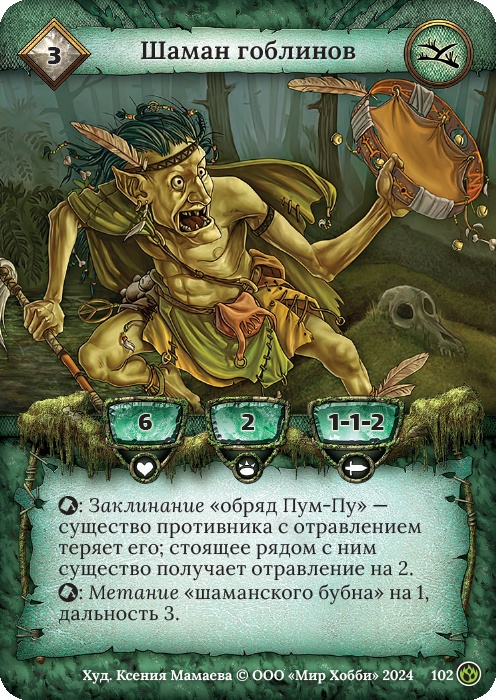 3
Шаман гоблинов
6
2
1-1-2
: Заклинание «обряд Пум-Пу» —
существо противника с отравлением
теряет его; стоящее рядом с ним
существо получает отравление на 2.
: Метание «шаманского бубна» на 1,
дальность 3.
Худ. Ксения Мамаева © ООО «Мир Хобби» 2024
102